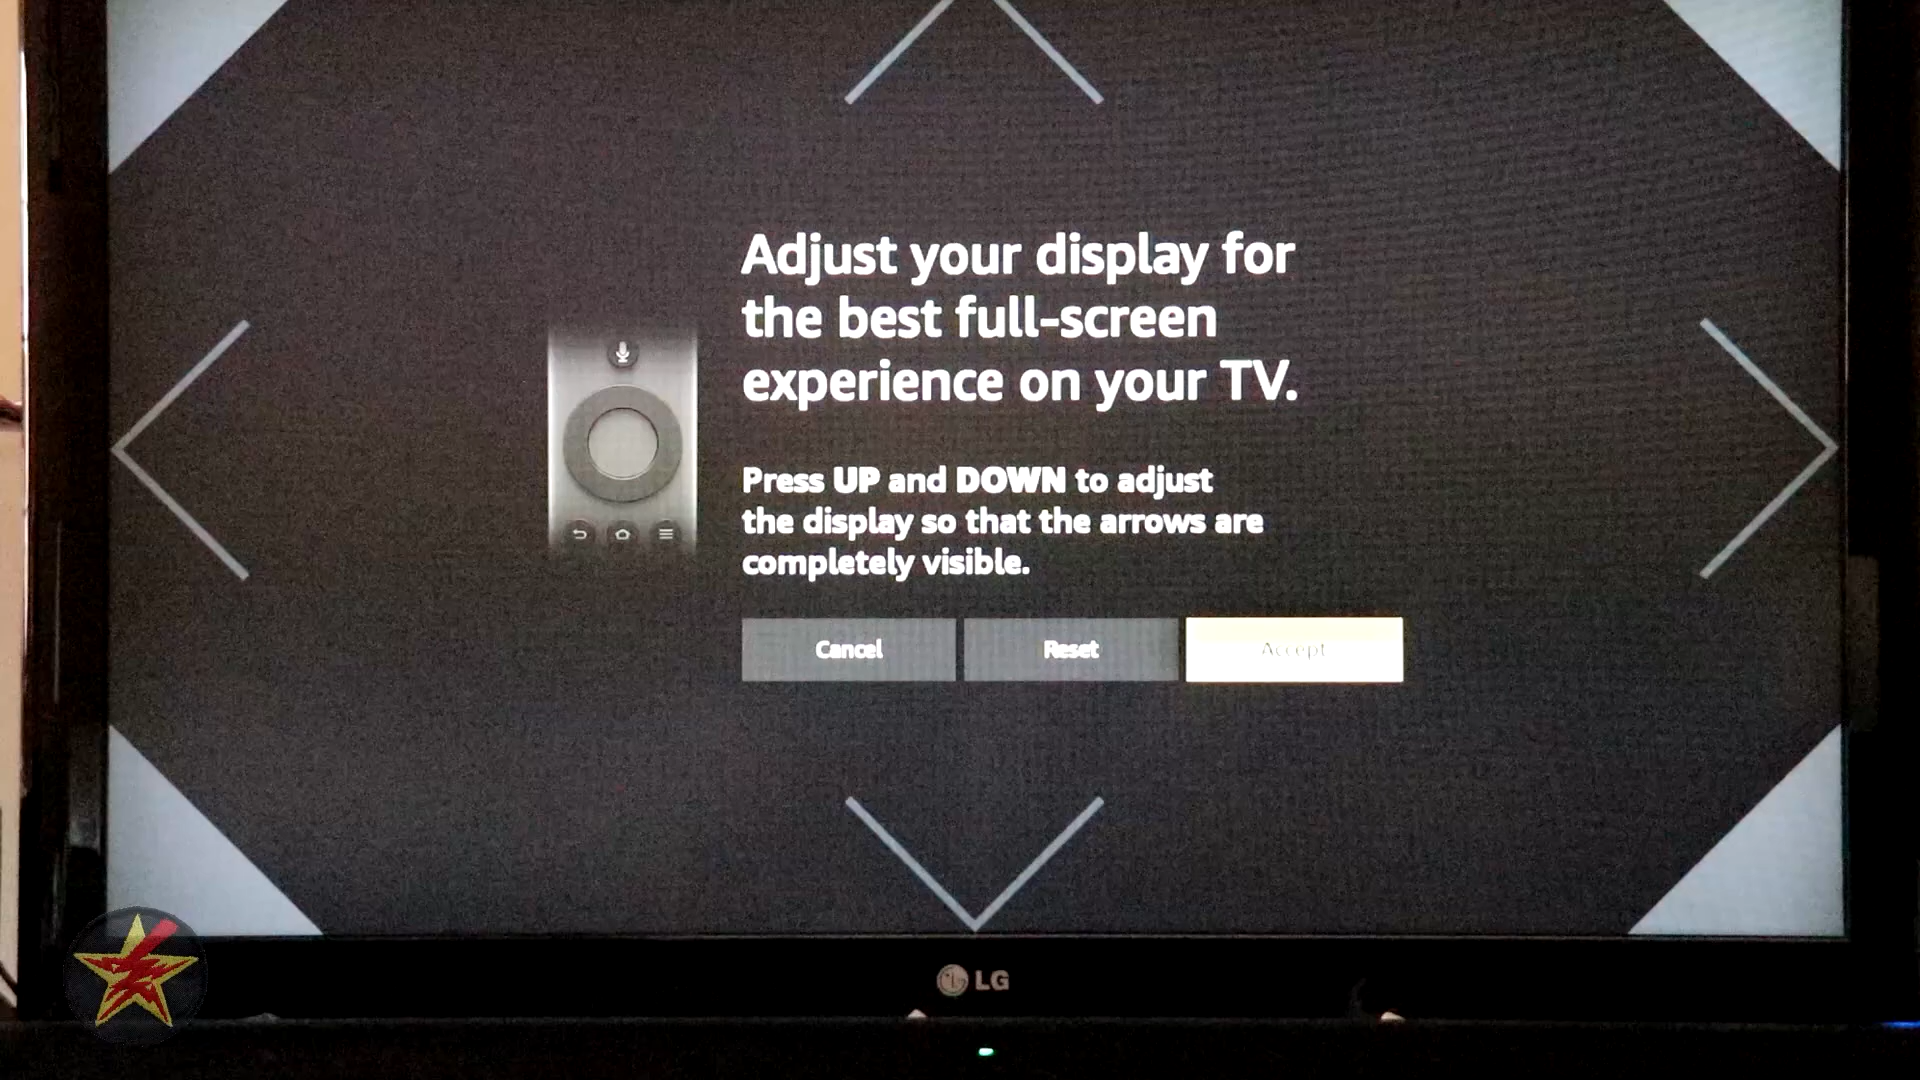 Adjust your display for
the best full-screen
experience on your TV.
Press UP and DOWN to adjust
the display so that the arrows are
completely visible.
Cancel
Reset
Accept
LG